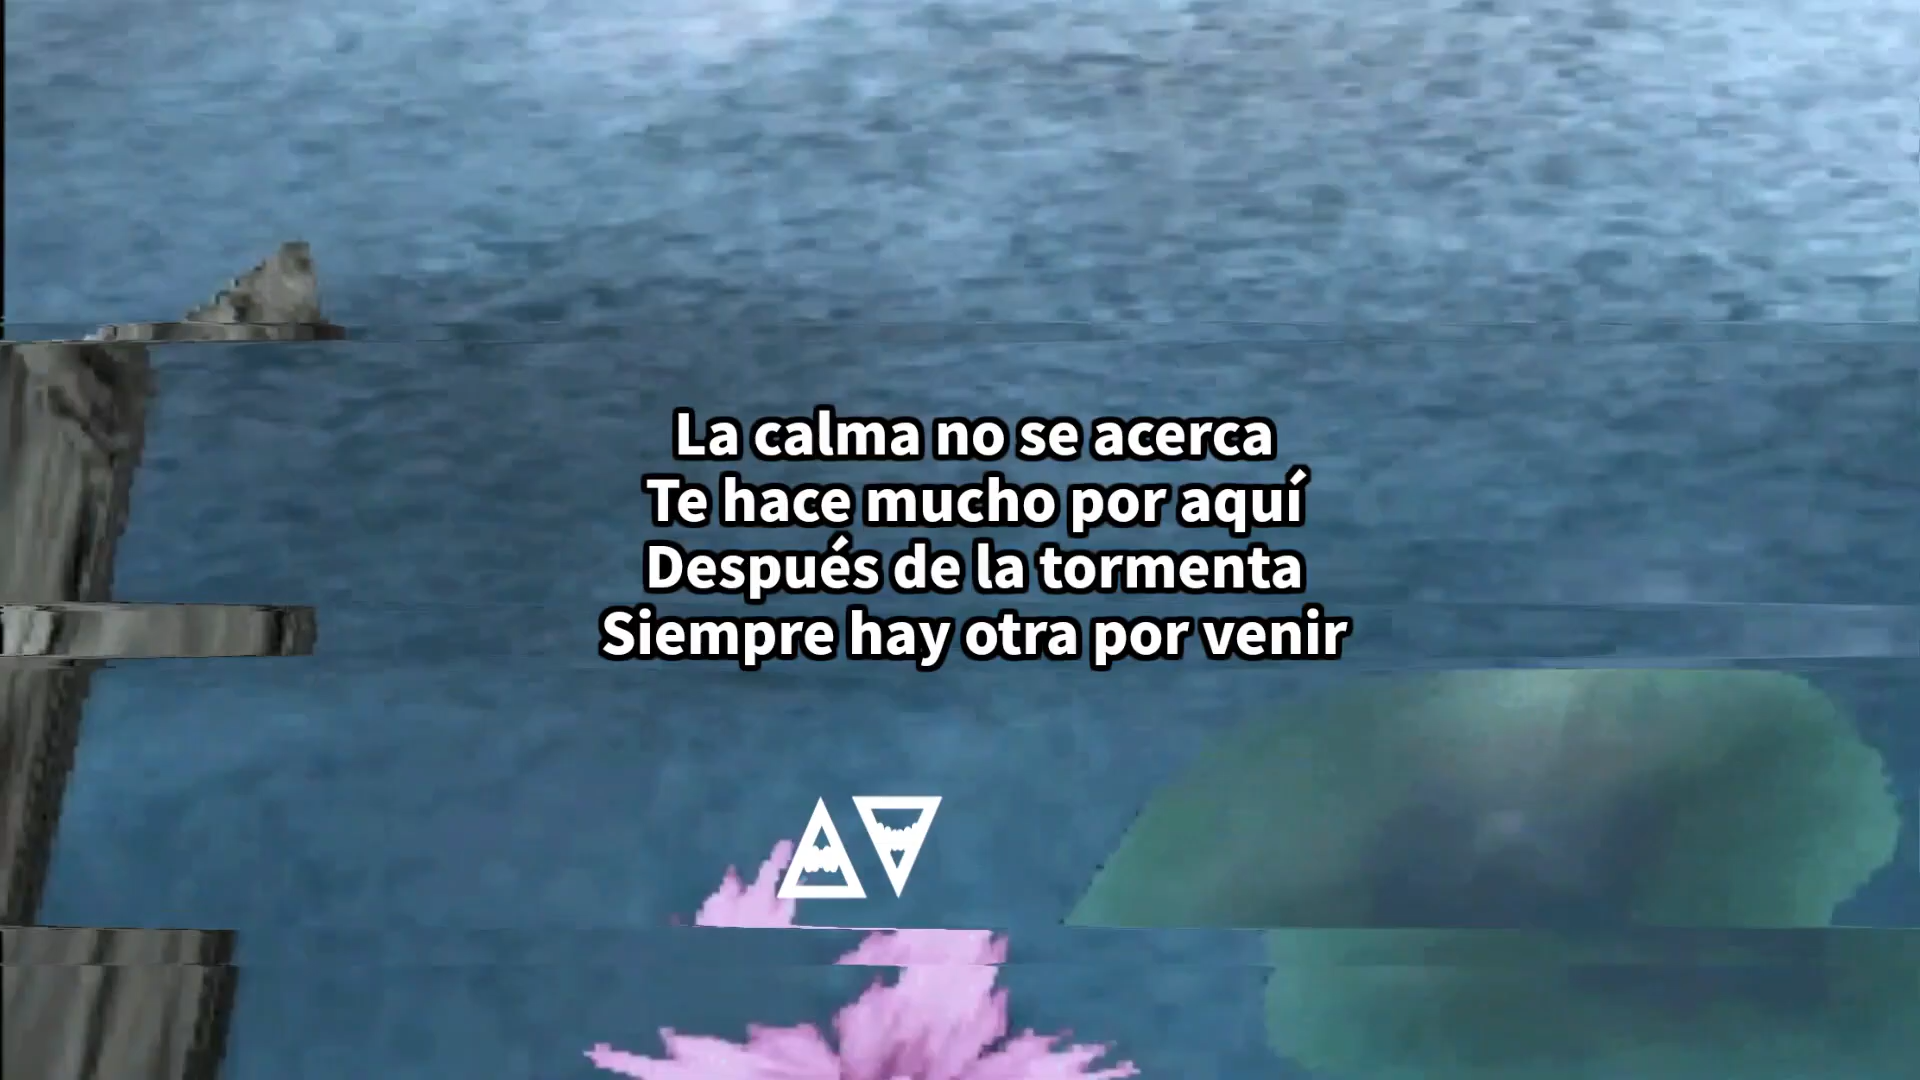 La calma no se acerca
Te hace mucho por aquí
Después de la tormenta
Siempre hay otra por venir